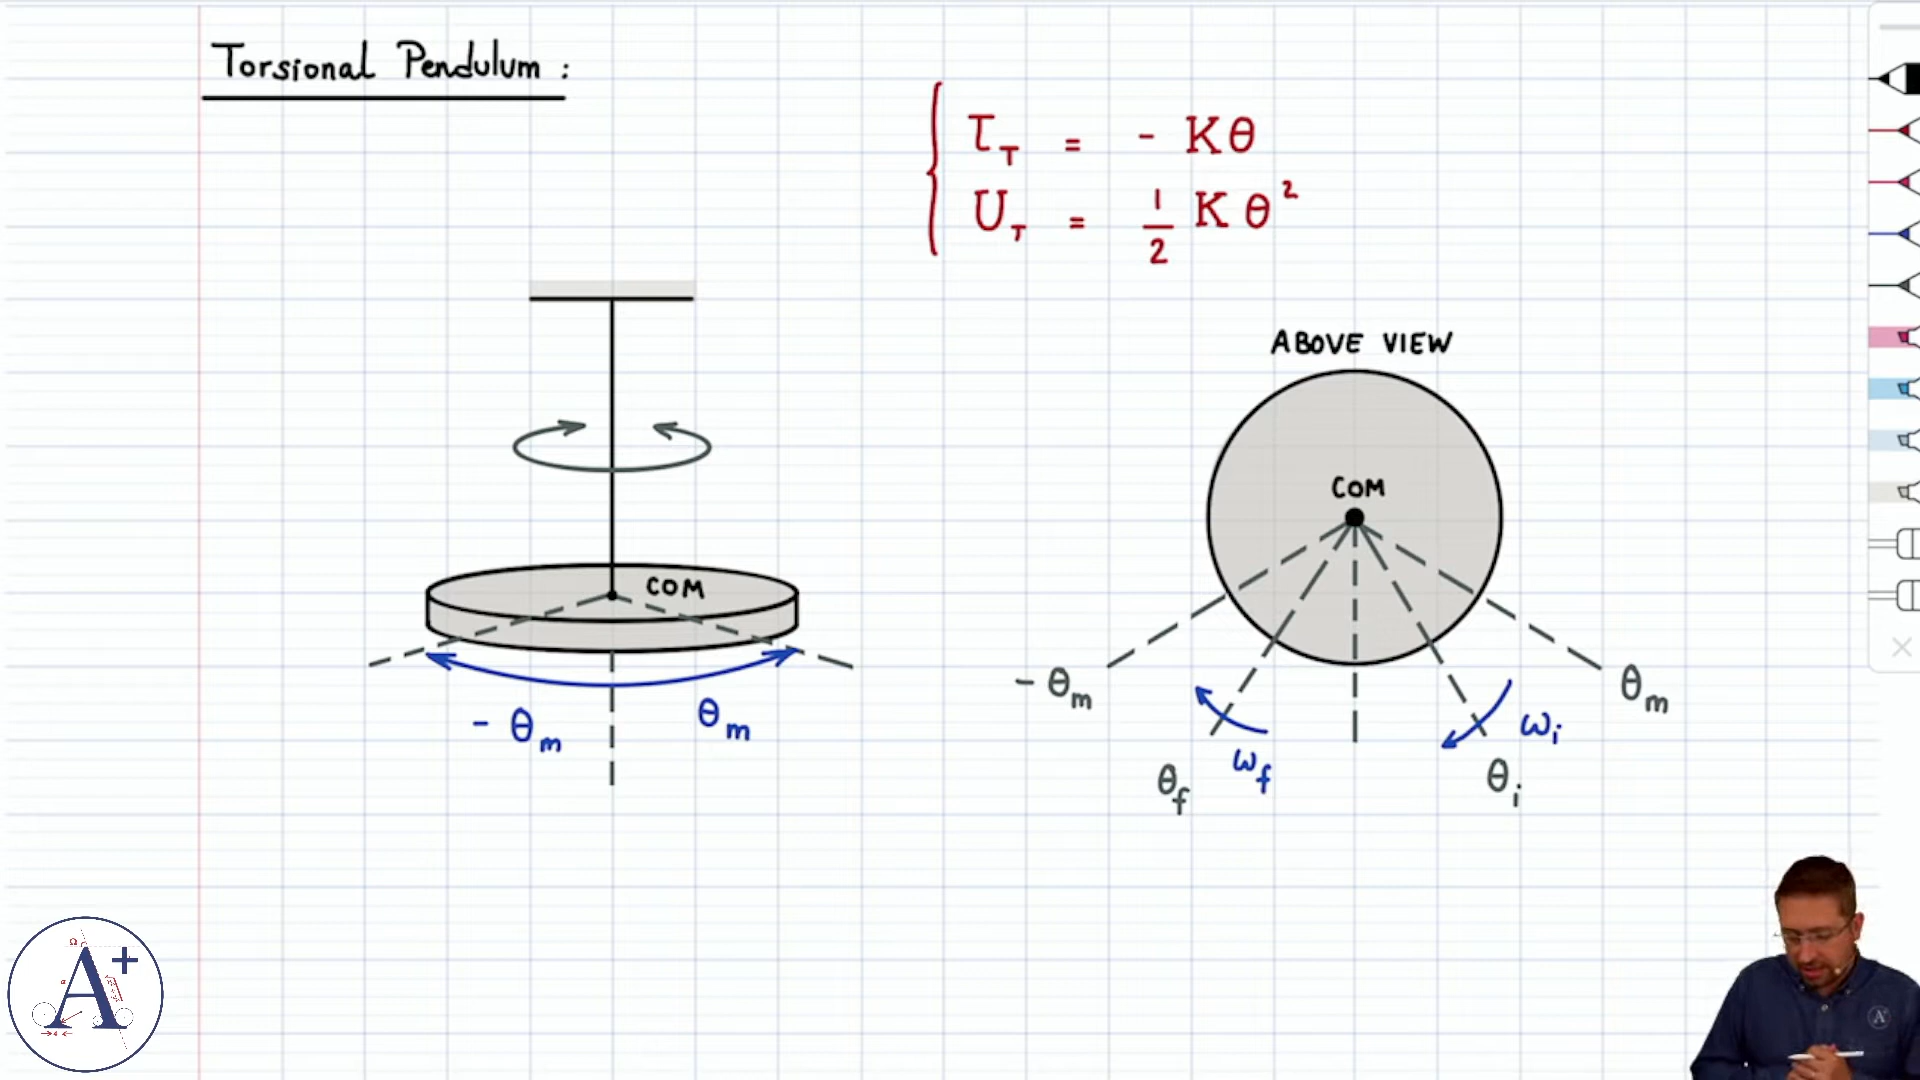 Torsional Pendulum :
τ_T = - Kθ
U_T = 1/2 Kθ²
ABOVE VIEW
COM
COM
- θ_m
θ_m
- θ_m
θ_m
ω_f
ω_i
θ_f
θ_i
A+